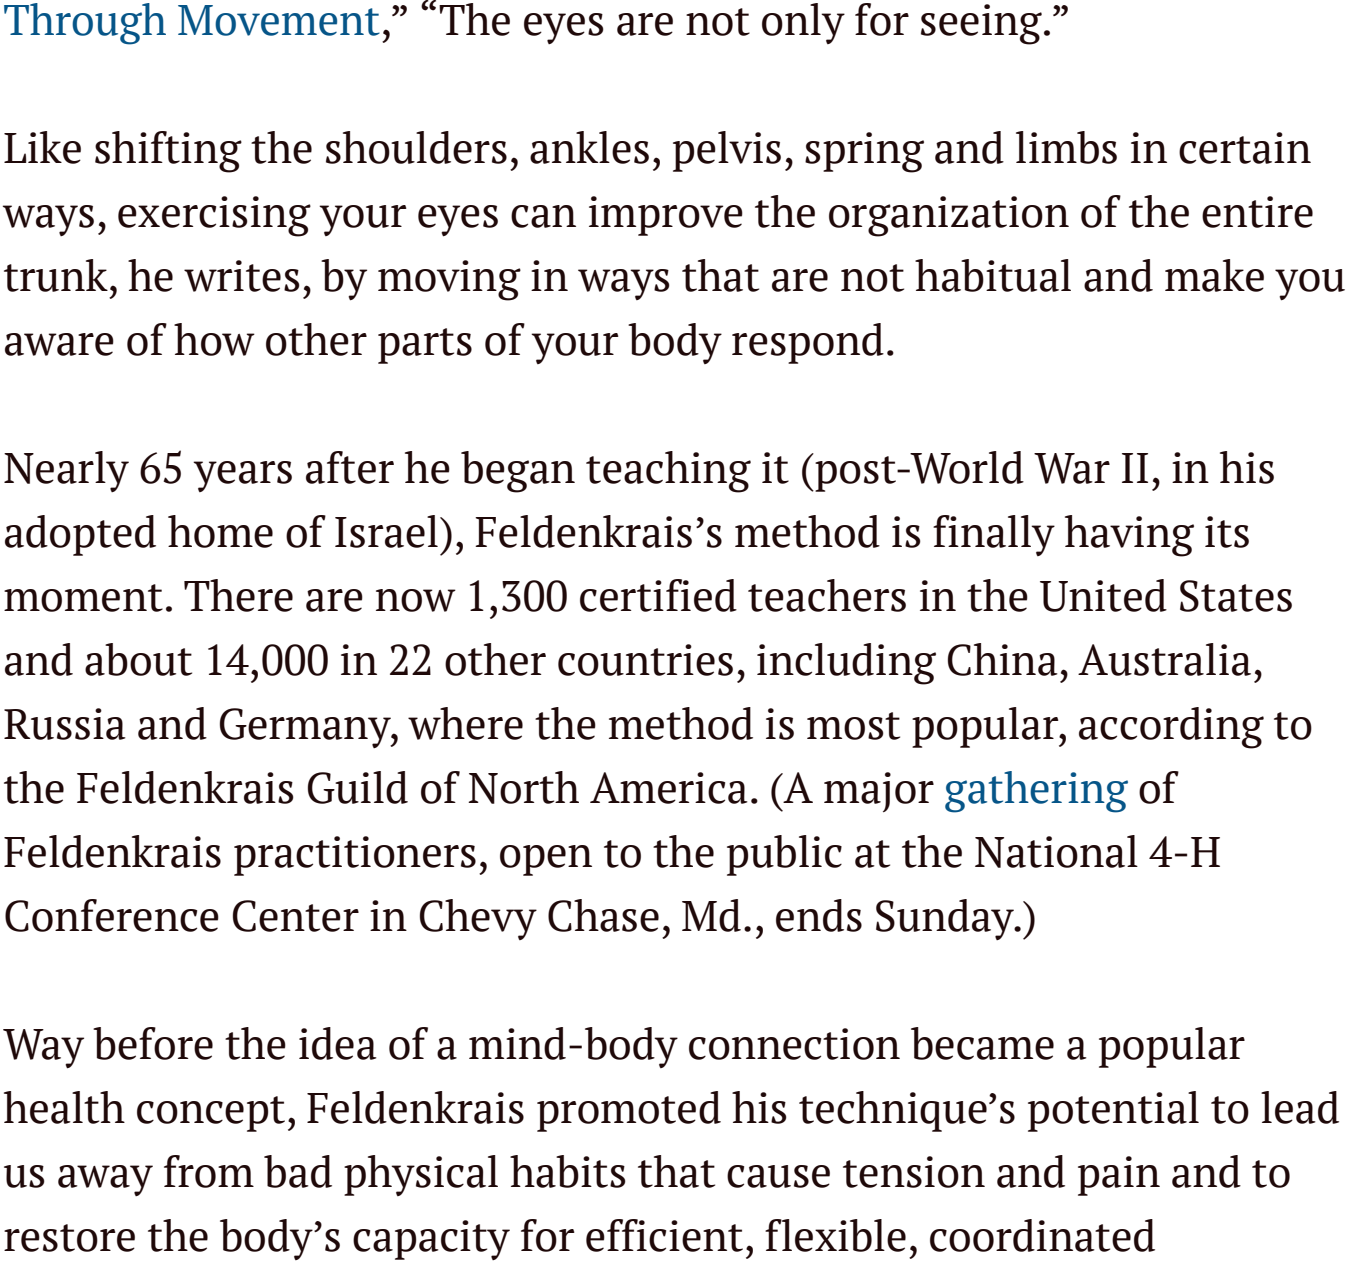 Through Movement,” “The eyes are not only for seeing.”
Like shifting the shoulders, ankles, pelvis, spring and limbs in certain
ways, exercising your eyes can improve the organization of the entire
trunk, he writes, by moving in ways that are not habitual and make you
aware of how other parts of your body respond.
Nearly 65 years after he began teaching it (post-World War II, in his
adopted home of Israel), Feldenkrais’s method is finally having its
moment. There are now 1,300 certified teachers in the United States
and about 14,000 in 22 other countries, including China, Australia,
Russia and Germany, where the method is most popular, according to
the Feldenkrais Guild of North America. (A major gathering of
Feldenkrais practitioners, open to the public at the National 4-H
Conference Center in Chevy Chase, Md., ends Sunday.)
Way before the idea of a mind-body connection became a popular
health concept, Feldenkrais promoted his technique’s potential to lead
us away from bad physical habits that cause tension and pain and to
restore the body’s capacity for efficient, flexible, coordinated